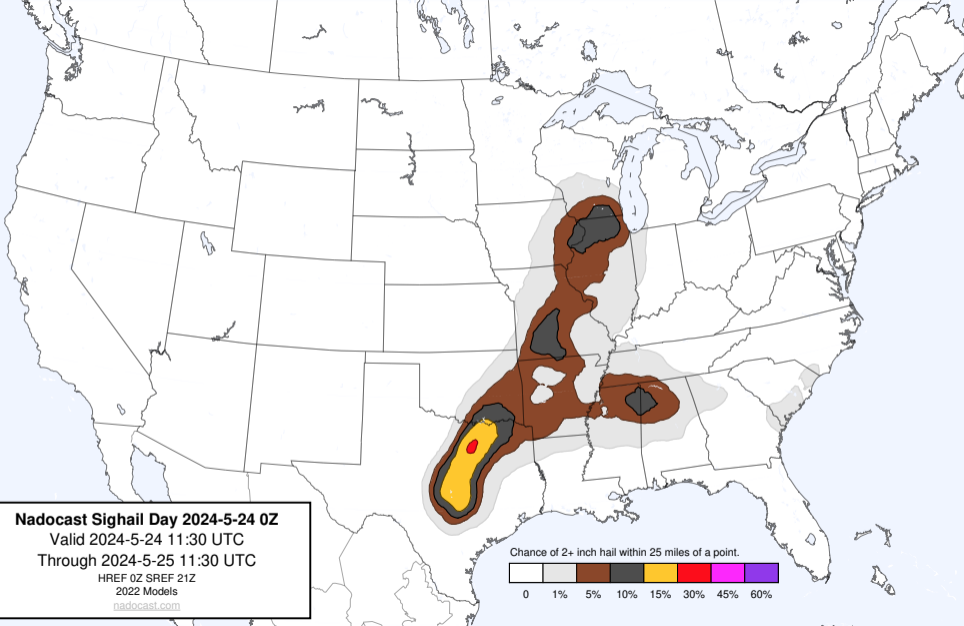 Nadocast Sighail Day 2024-5-24 0Z
Valid 2024-5-24 11:30 UTC
Through 2024-5-25 11:30 UTC
HREF 0Z SREF 21Z
2022 Models
nadocast.com
Chance of 2+ inch hail within 25 miles of a point.
0 1% 5% 10% 15% 30% 45% 60%